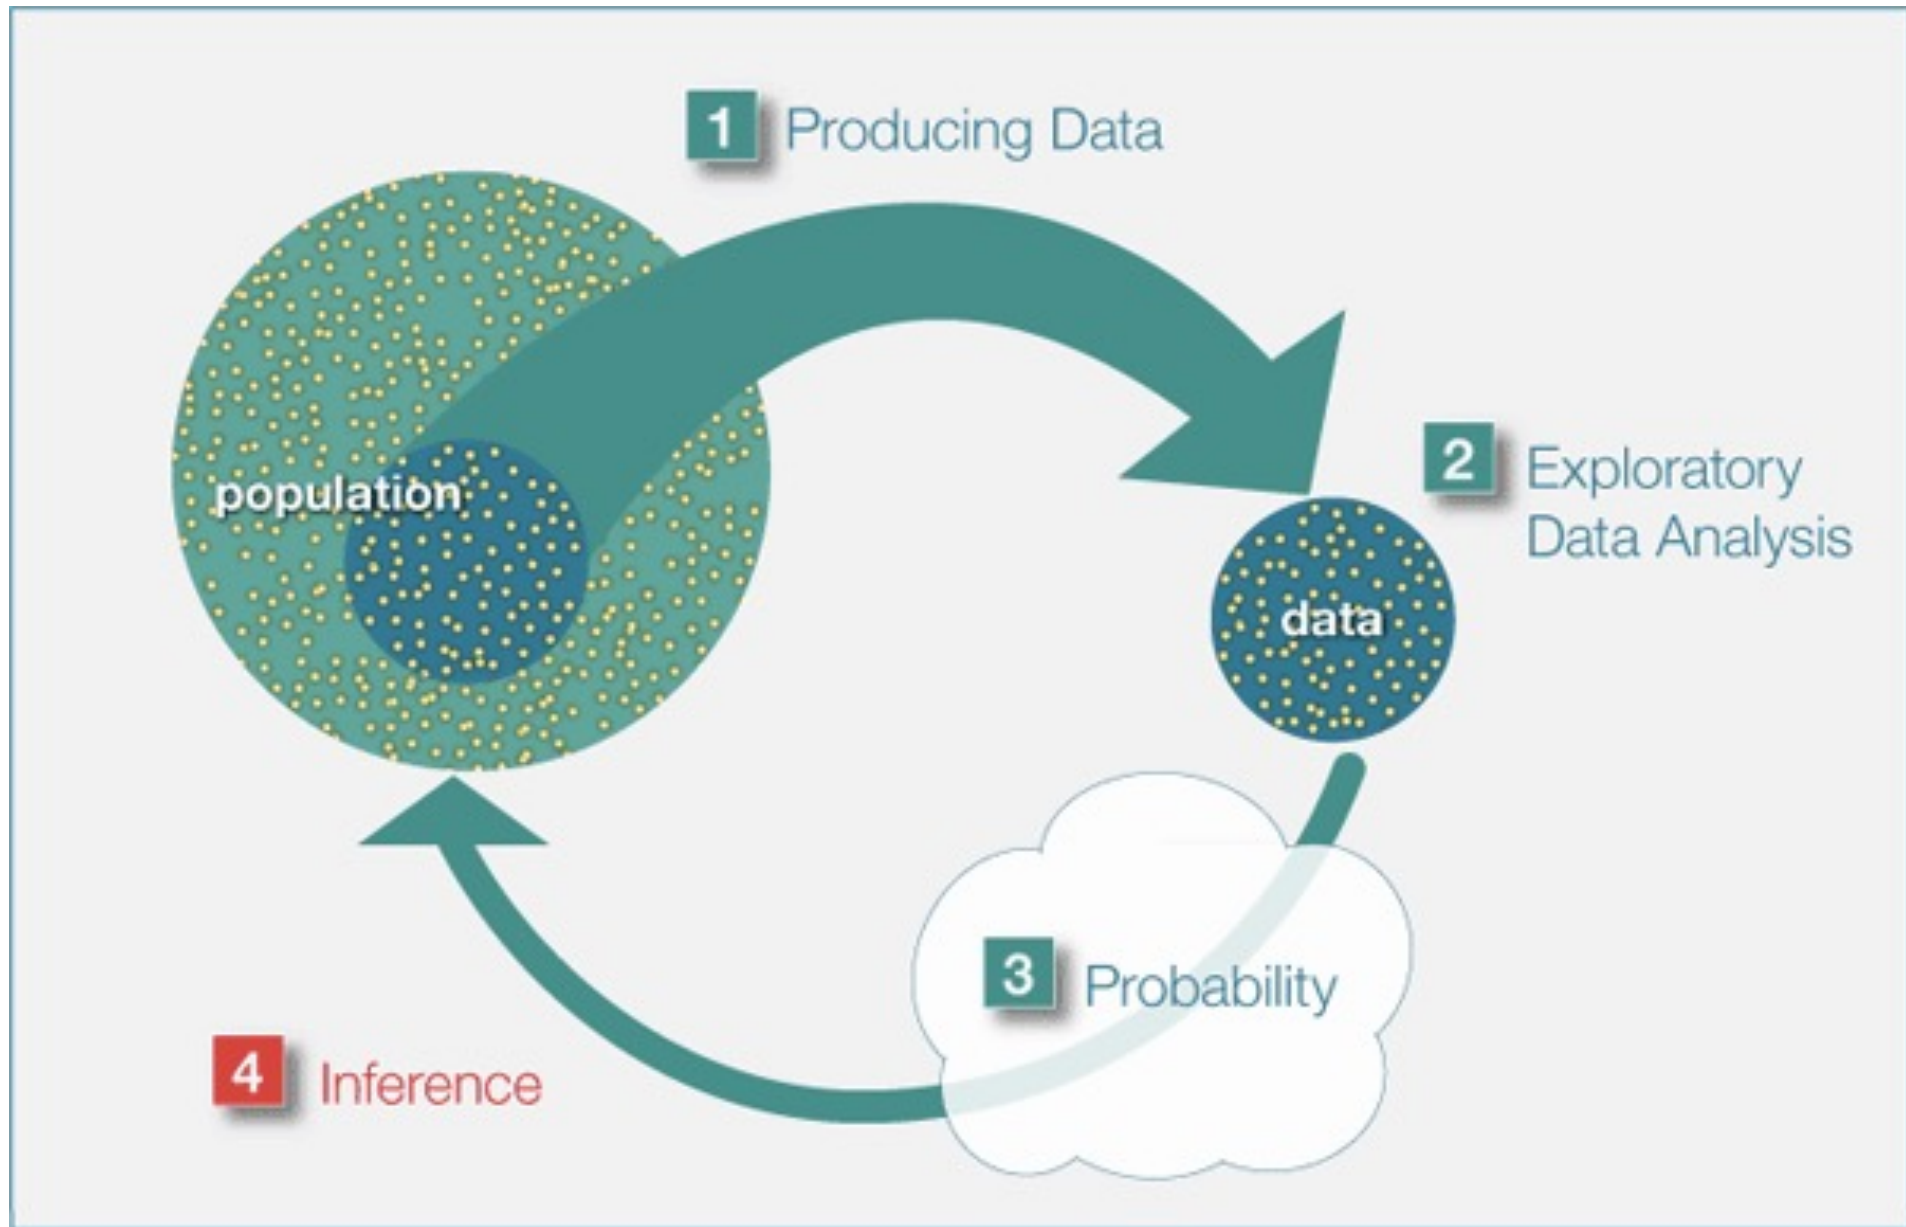 1 Producing Data
population
2 Exploratory
Data Analysis
data
3 Probability
4 Inference